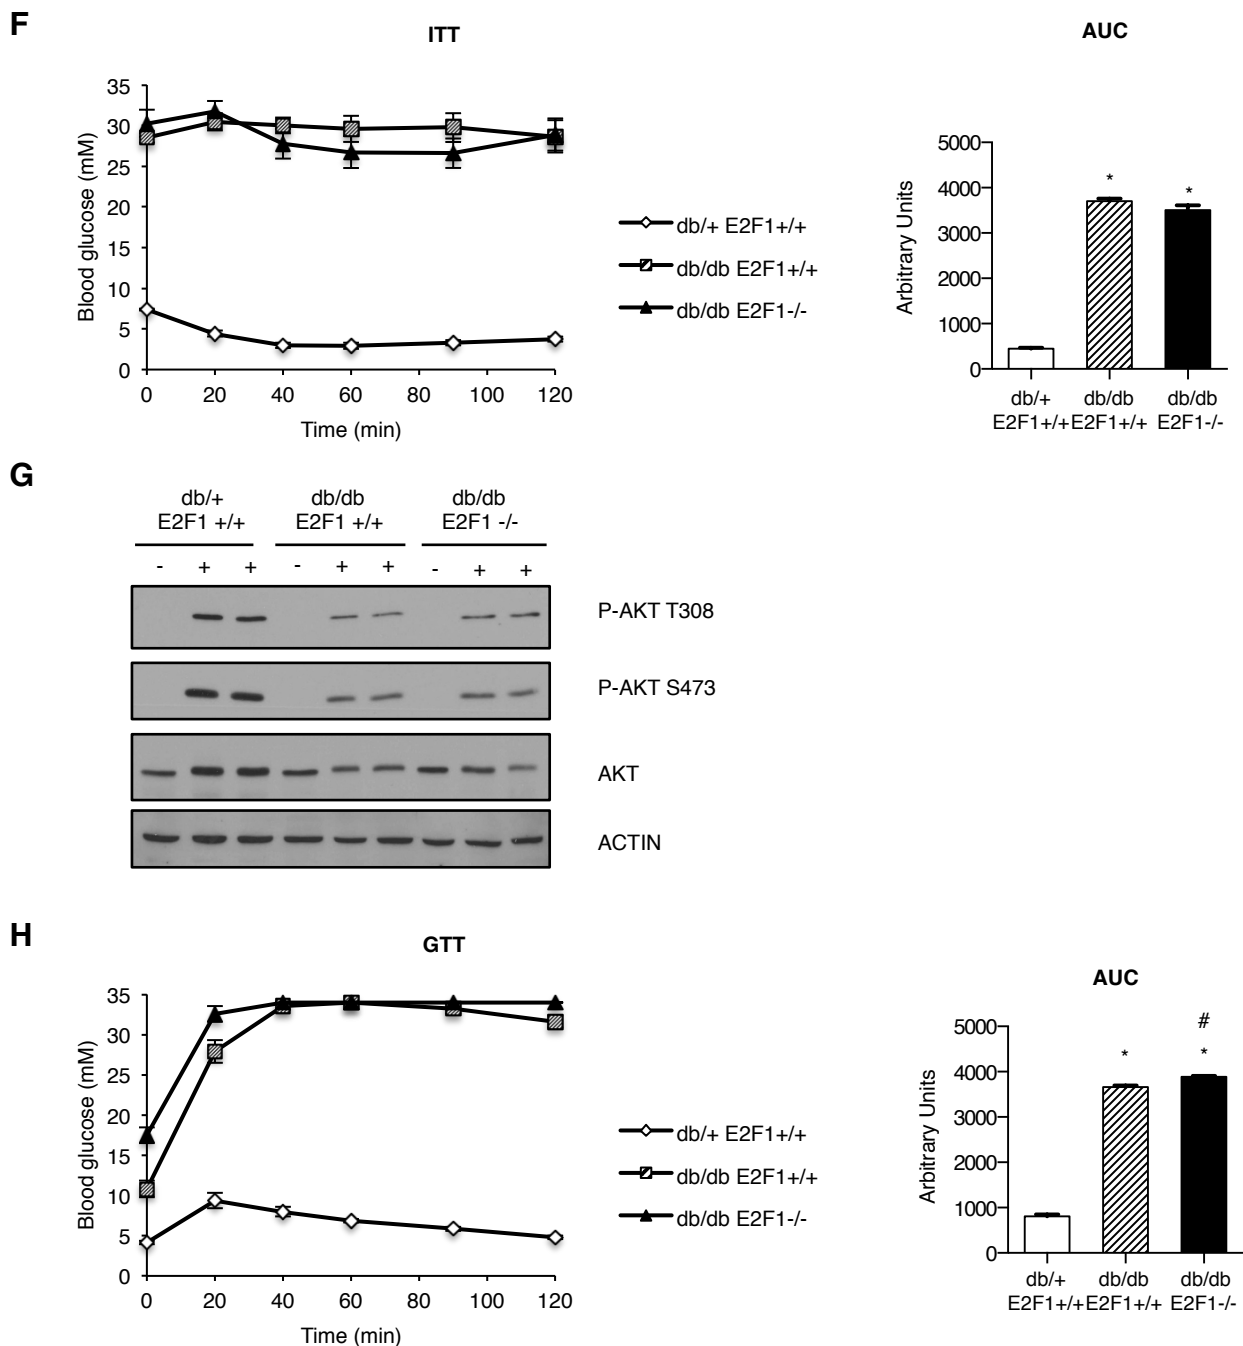 F
ITT
AUC
35
30
25
20
15
10
5
0
Blood glucose (mM)
0 20 40 60 80 100 120
Time (min)
db/+ E2F1+/+
db/db E2F1+/+
db/db E2F1-/-
5000
4000
3000
2000
1000
0
Arbitrary Units
* *
db/+ db/db db/db
E2F1+/+ E2F1+/+ E2F1-/-
G
db/+ db/db db/db
E2F1 +/+ E2F1 +/+ E2F1 -/-
- + + - + + - + +
P-AKT T308
P-AKT S473
AKT
ACTIN
H
GTT
AUC
35
30
25
20
15
10
5
0
Blood glucose (mM)
0 20 40 60 80 100 120
Time (min)
db/+ E2F1+/+
db/db E2F1+/+
db/db E2F1-/-
5000
4000
3000
2000
1000
0
Arbitrary Units
#
* *
db/+ db/db db/db
E2F1+/+ E2F1+/+ E2F1-/-